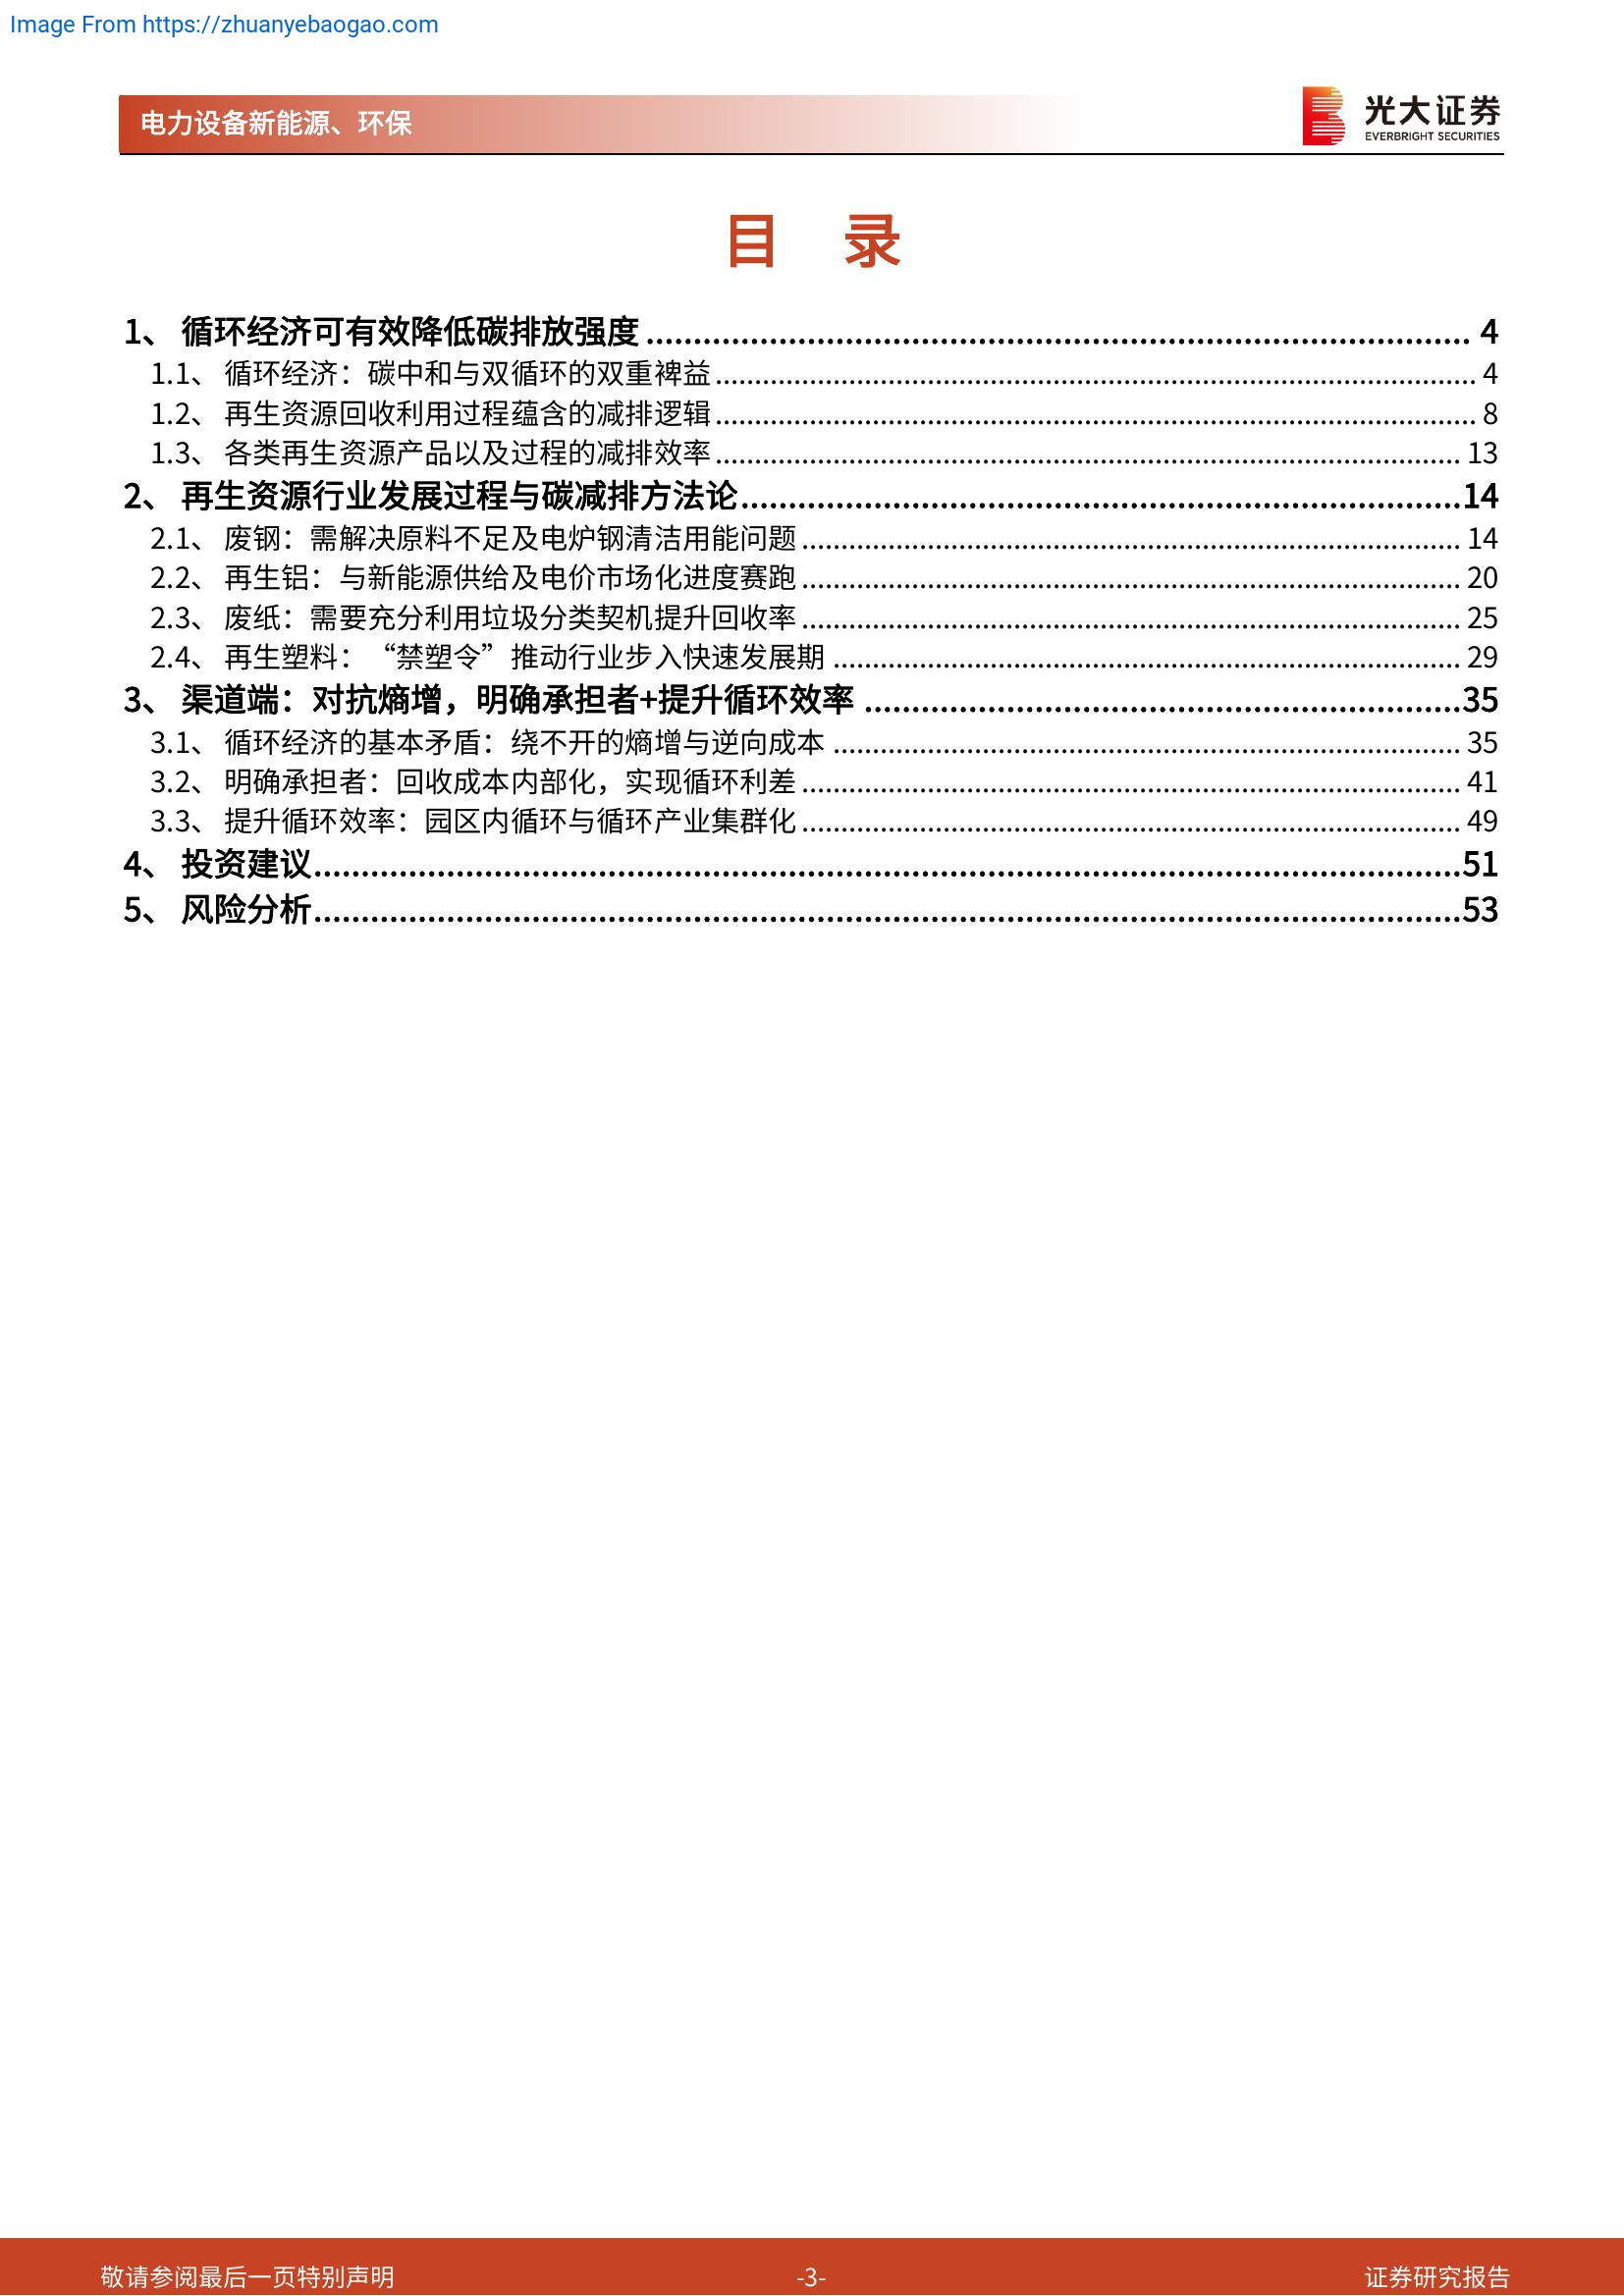 Image From https://zhuanyebaogao.com
电力设备新能源、环保
光大证券
EVERBRIGHT SECURITIES
目 录
1、 循环经济可有效降低碳排放强度 ........ 4
1.1、 循环经济：碳中和与双循环的双重裨益 ........ 4
1.2、 再生资源回收利用过程蕴含的减排逻辑 ........ 8
1.3、 各类再生资源产品以及过程的减排效率 ........ 13
2、 再生资源行业发展过程与碳减排方法论 ........ 14
2.1、 废钢：需解决原料不足及电炉钢清洁用能问题 ........ 14
2.2、 再生铝：与新能源供给及电价市场化进度赛跑 ........ 20
2.3、 废纸：需要充分利用垃圾分类契机提升回收率 ........ 25
2.4、 再生塑料：“禁塑令”推动行业步入快速发展期 ........ 29
3、 渠道端：对抗熵增，明确承担者+提升循环效率 ........ 35
3.1、 循环经济的基本矛盾：绕不开的熵增与逆向成本 ........ 35
3.2、 明确承担者：回收成本内部化，实现循环利差 ........ 41
3.3、 提升循环效率：园区内循环与循环产业集群化 ........ 49
4、 投资建议 ........ 51
5、 风险分析 ........ 53
敬请参阅最后一页特别声明
-3-
证券研究报告